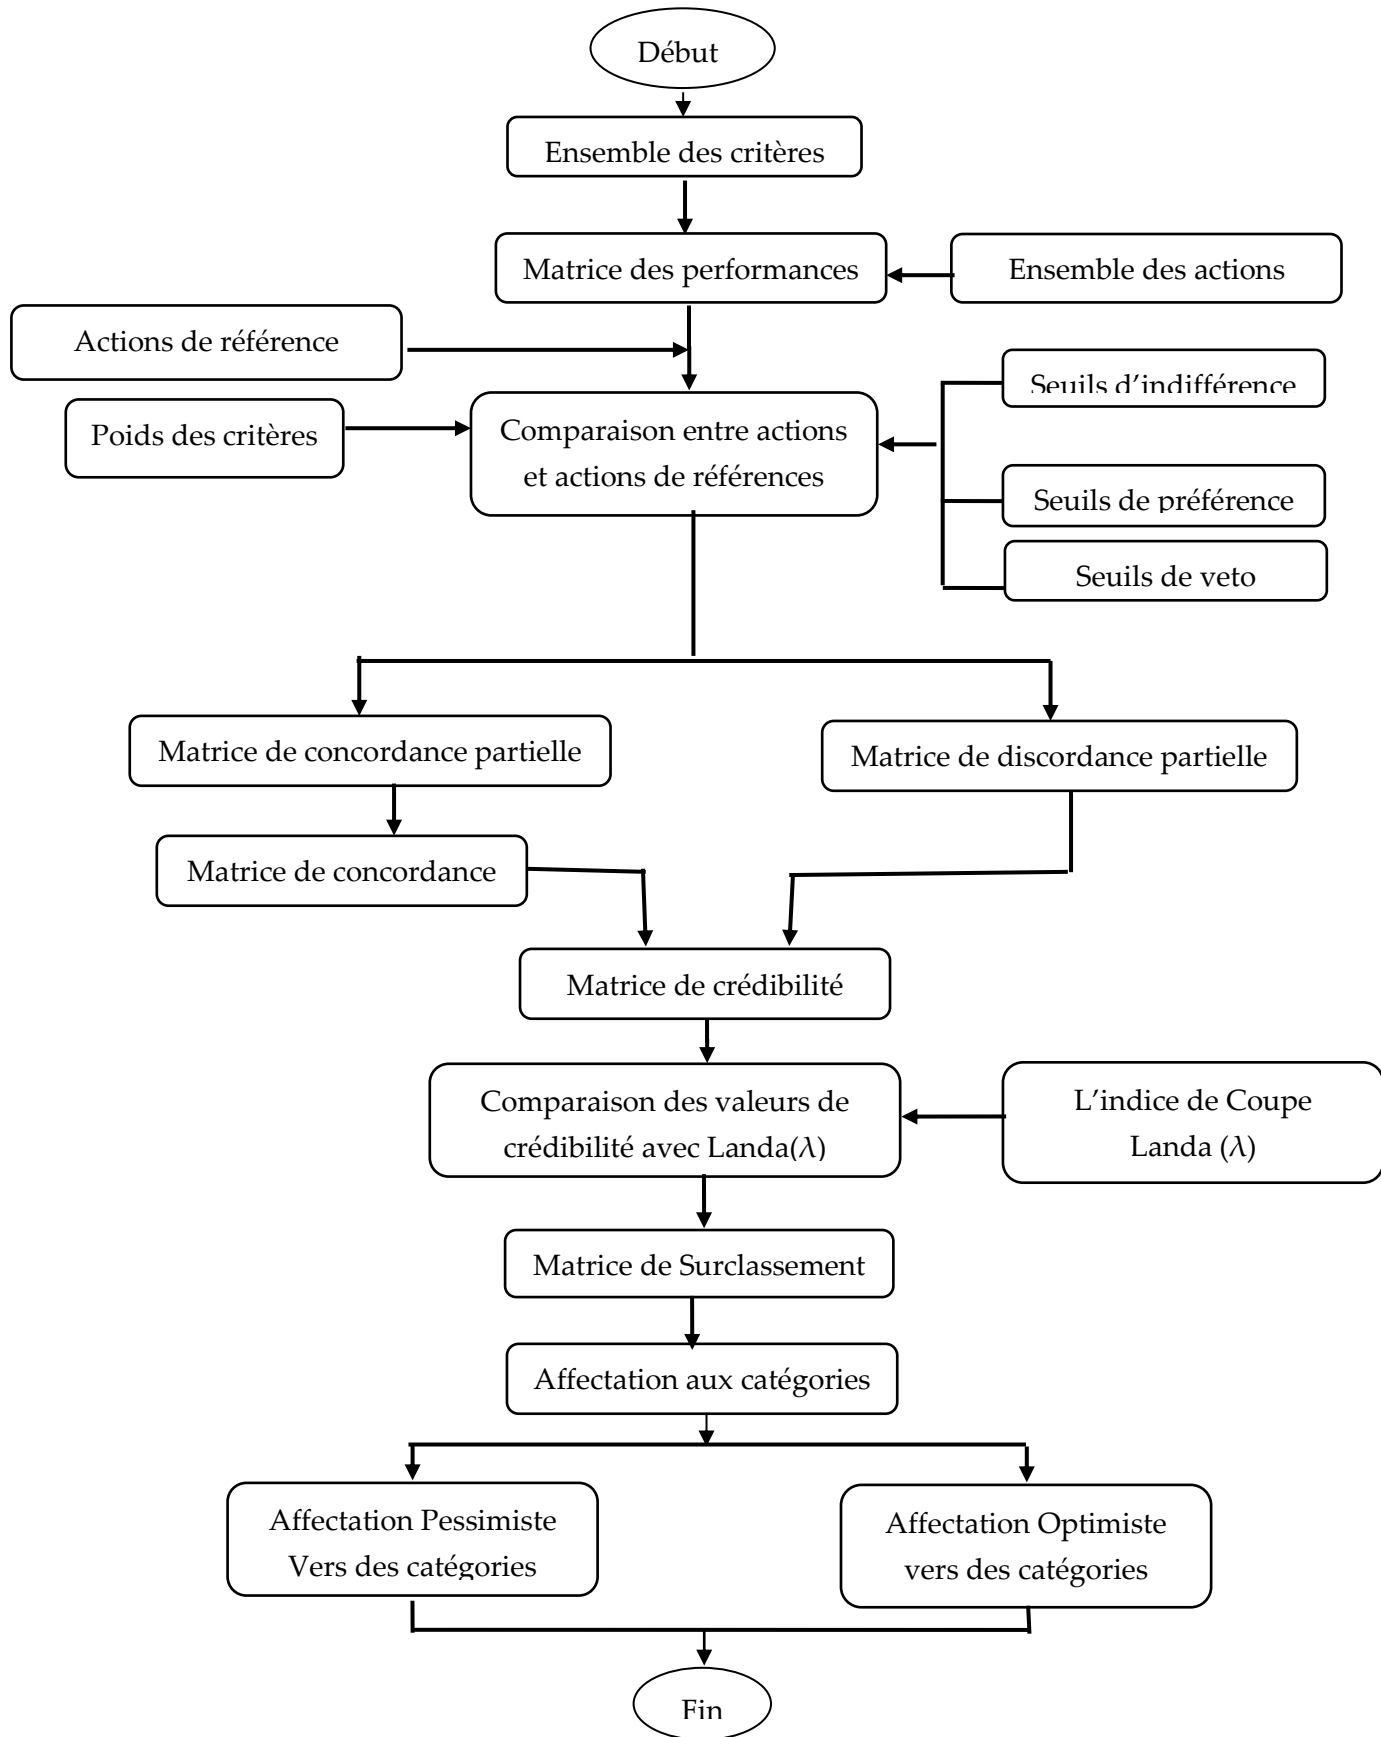 Début
Ensemble des critères
Matrice des performances
Ensemble des actions
Actions de référence
Seuils d’indifférence
Poids des critères
Comparaison entre actions
et actions de références
Seuils de préférence
Seuils de veto
Matrice de concordance partielle
Matrice de discordance partielle
Matrice de concordance
Matrice de crédibilité
Comparaison des valeurs de
crédibilité avec Landa(λ)
L’indice de Coupe
Landa (λ)
Matrice de Surclassement
Affectation aux catégories
Affectation Pessimiste
Vers des catégories
Affectation Optimiste
vers des catégories
Fin